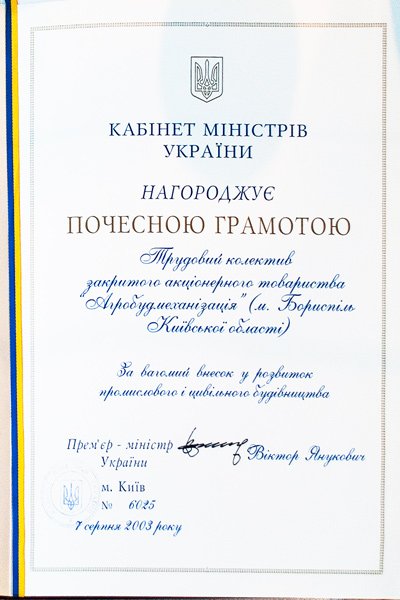 КАБІНЕТ МІНІСТРІВ
УКРАЇНИ
НАГОРОДЖУЄ
ПОЧЕСНОЮ ГРАМОТОЮ
Трудовий колектив
закритого акціонерного товариства
"Агробудмеханізація" (м. Бориспіль
Київської області)
За вагомий внесок у розвиток
промислового і цивільного будівництва
Прем'єр - міністр
України
Віктор Янукович
м. Київ
№ 6025
7 серпня 2003 року